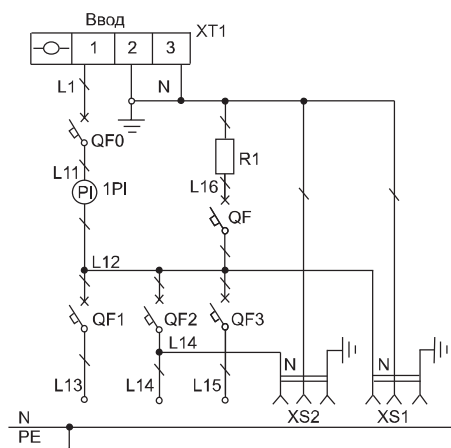 Ввод
XT1
1 2 3
L1
N
QF0
L11
PI 1PI
R1
L16
QF
L12
QF1 QF2 QF3
L14
N N
L13 L14 L15
XS2 XS1
N
PE